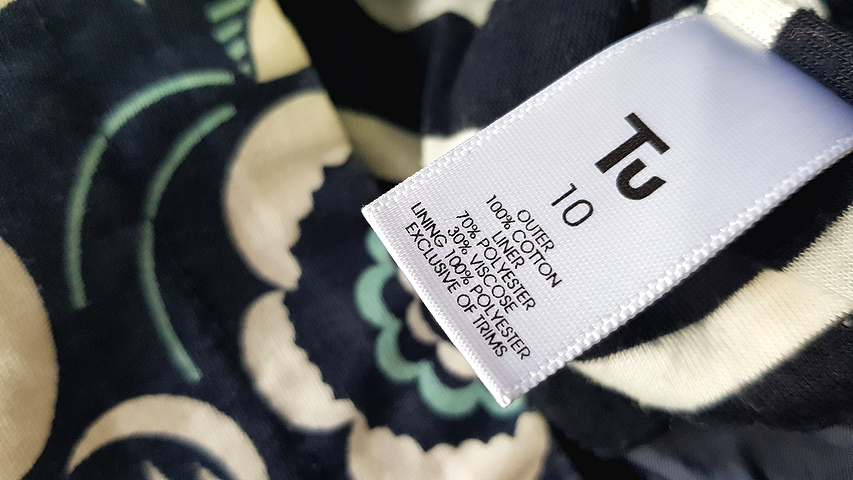 Tu
10
OUTER
100% COTTON
LINER
70% POLYESTER
30% VISCOSE
LINING 100% POLYESTER
EXCLUSIVE OF TRIMS